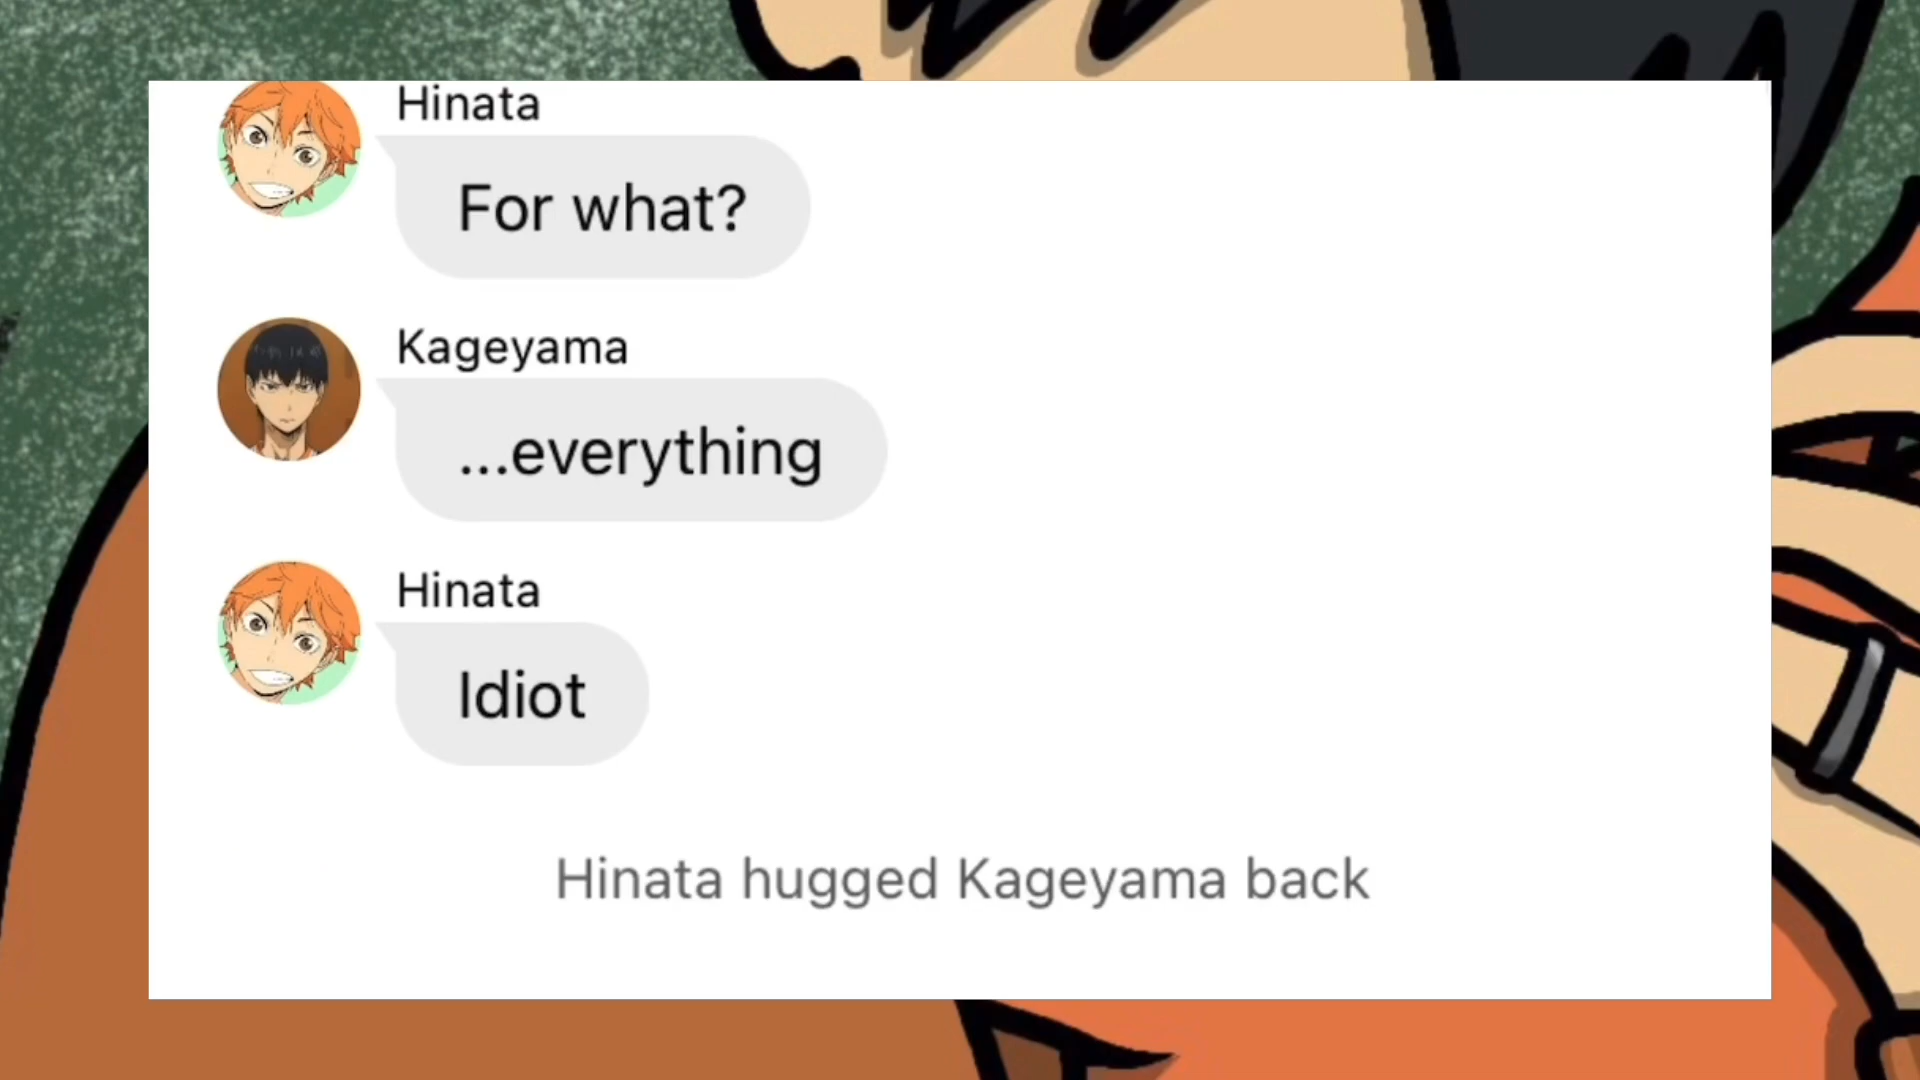 Hinata
For what?
Kageyama
...everything
Hinata
Idiot
Hinata hugged Kageyama back